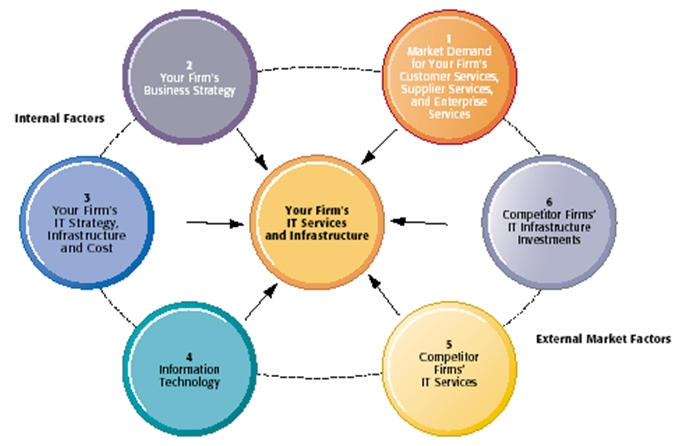 1
Market Demand
for Your Firm's
Customer Services,
Supplier Services,
and Enterprise
Services
2
Your Firm's
Business Strategy
Internal Factors
3
Your Firm's
IT Strategy,
Infrastructure
and Cost
Your Firm's
IT Services
and Infrastructure
6
Competitor Firms'
IT Infrastructure
Investments
4
Information
Technology
5
Competitor
Firms'
IT Services
External Market Factors